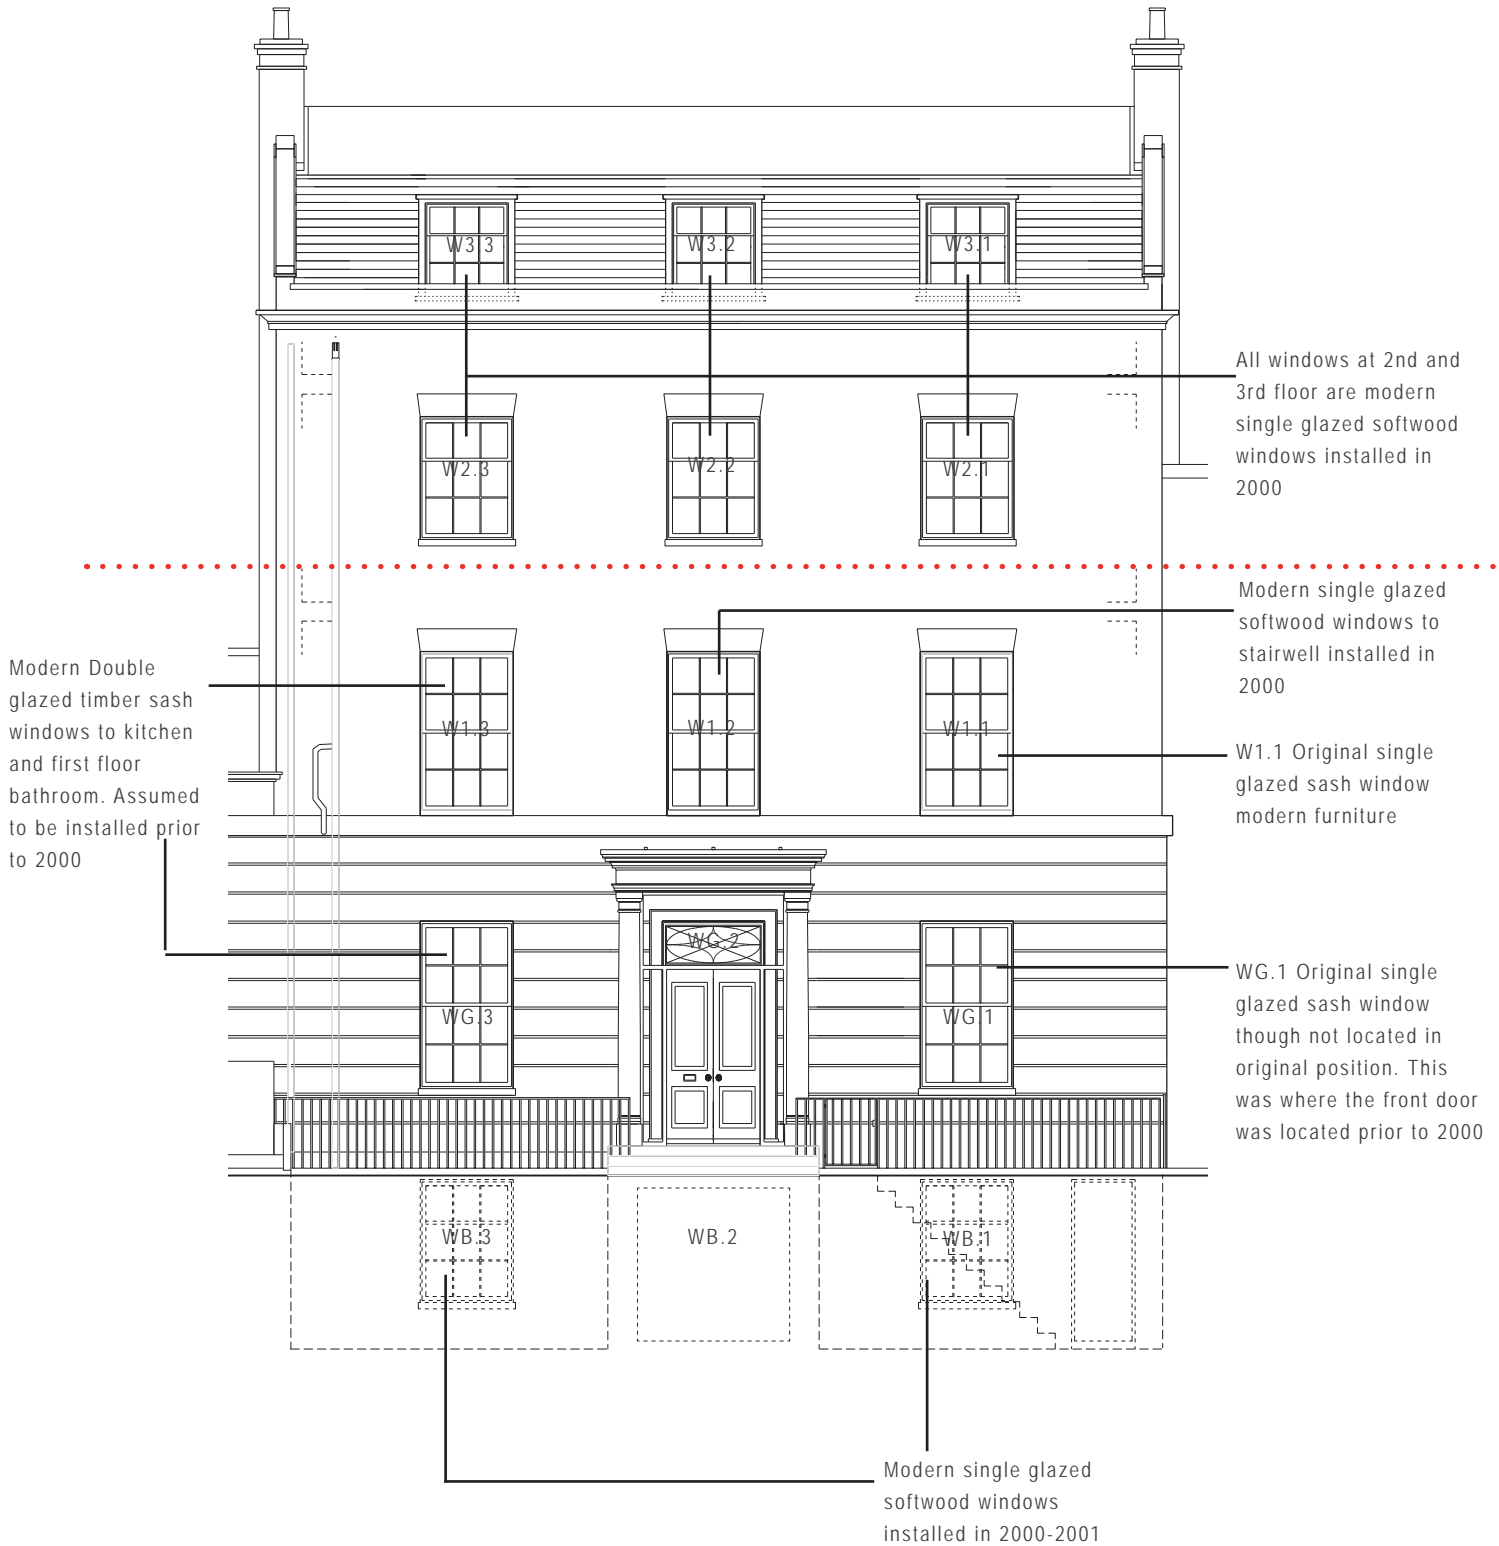 W3.3
W3.2
W3.1
All windows at 2nd and
3rd floor are modern
single glazed softwood
windows installed in
2000
W2.3
W2.2
W2.1
Modern single glazed
softwood windows to
stairwell installed in
2000
Modern Double
glazed timber sash
windows to kitchen
and first floor
bathroom. Assumed
to be installed prior
to 2000
W1.3
W1.2
W1.1
W1.1 Original single
glazed sash window
modern furniture
WG.2
WG.3
WG.1
WG.1 Original single
glazed sash window
though not located in
original position. This
was where the front door
was located prior to 2000
WB.3
WB.2
WB.1
Modern single glazed
softwood windows
installed in 2000-2001